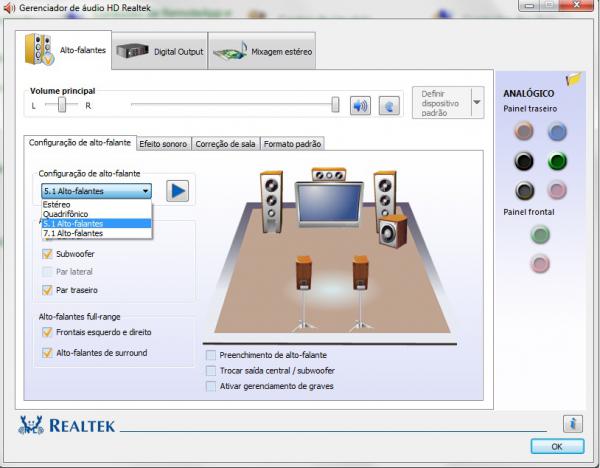 Gerenciador de áudio HD Realtek
Alto-falantes
Digital Output
Mixagem estéreo
Volume principal
L
R
Definir
dispositivo
padrão
Configuração de alto-falante
Efeito sonoro
Correção de sala
Formato padrão
Configuração de alto-falante
5.1 Alto-falantes
Estéreo
Quadrifônico
5.1 Alto-falantes
7.1 Alto-falantes
Subwoofer
Par lateral
Par traseiro
Alto-falantes full-range
Frontais esquerdo e direito
Alto-falantes de surround
Preenchimento de alto-falante
Trocar saída central / subwoofer
Ativar gerenciamento de graves
ANALÓGICO
Painel traseiro
Painel frontal
REALTEK
i
OK